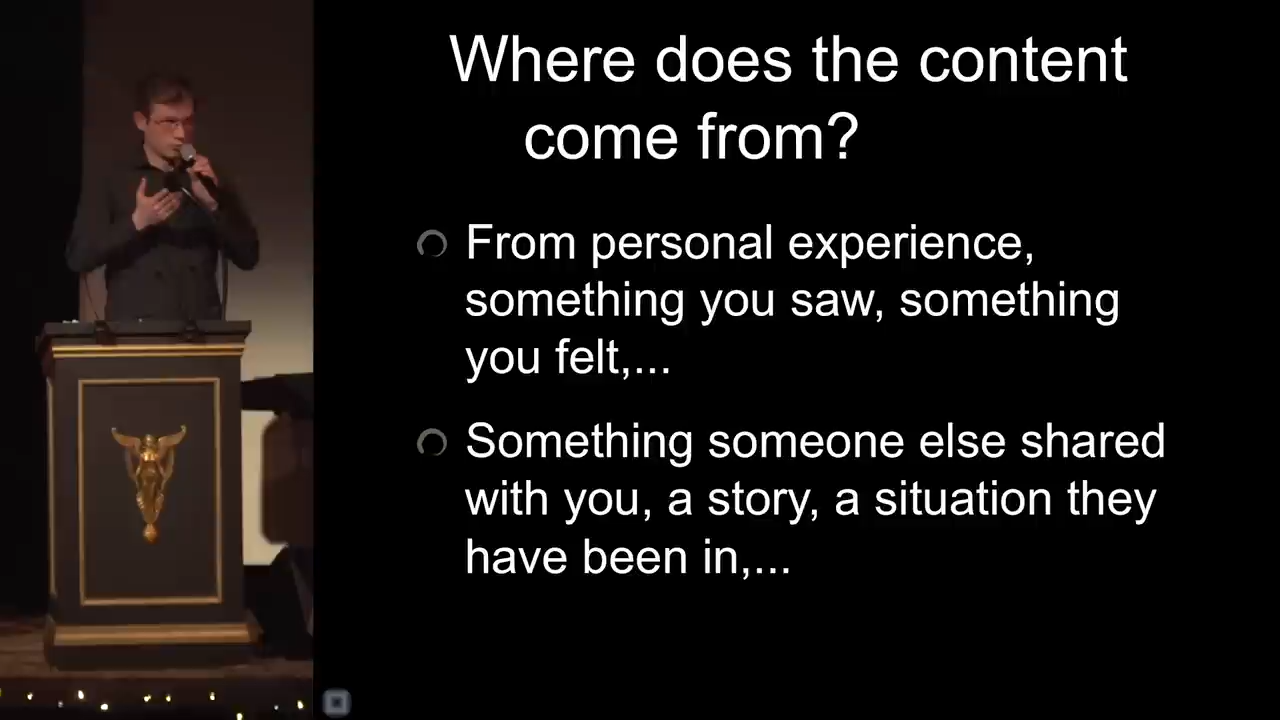 Where does the content
come from?
From personal experience,
something you saw, something
you felt,...
Something someone else shared
with you, a story, a situation they
have been in,...